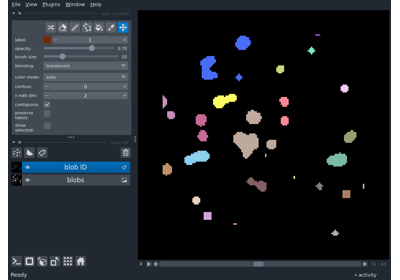 File View Plugins Window Help
label: 1
opacity: 0.70
brush size: 10
blending: translucent
color mode: auto
contour: 0
n edit dim: 2
contiguous:
preserve labels:
show selected:
blob ID
blobs
Ready
activity